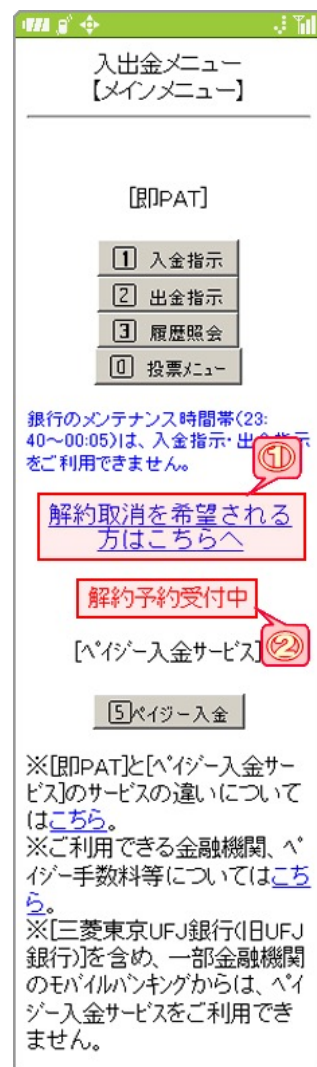 入出金メニュー
【メインメニュー】
[即PAT]
1 入金指示
2 出金指示
3 履歴照会
0 投票ﾒﾆｭｰ
銀行のメンテナンス時間帯(23:
40～00:05)は、入金指示･出金指示
をご利用できません。
①
解約取消を希望される
方はこちらへ
解約予約受付中
②
[ﾍﾟｲｼﾞｰ入金ｻｰﾋﾞｽ]
5 ﾍﾟｲｼﾞｰ入金
※[即PAT]と[ﾍﾟｲｼﾞｰ入金ｻｰ
ﾋﾞｽ]のｻｰﾋﾞｽの違いについて
はこちら。
※ご利用できる金融機関、ﾍﾟ
ｲｼﾞｰ手数料等についてはこち
ら。
※[三菱東京UFJ銀行(旧UFJ
銀行)]を含め、一部金融機関
のﾓﾊﾞｲﾙﾊﾞﾝｷﾝｸﾞからは、ﾍﾟｲ
ｼﾞｰ入金ｻｰﾋﾞｽをご利用でき
ません。